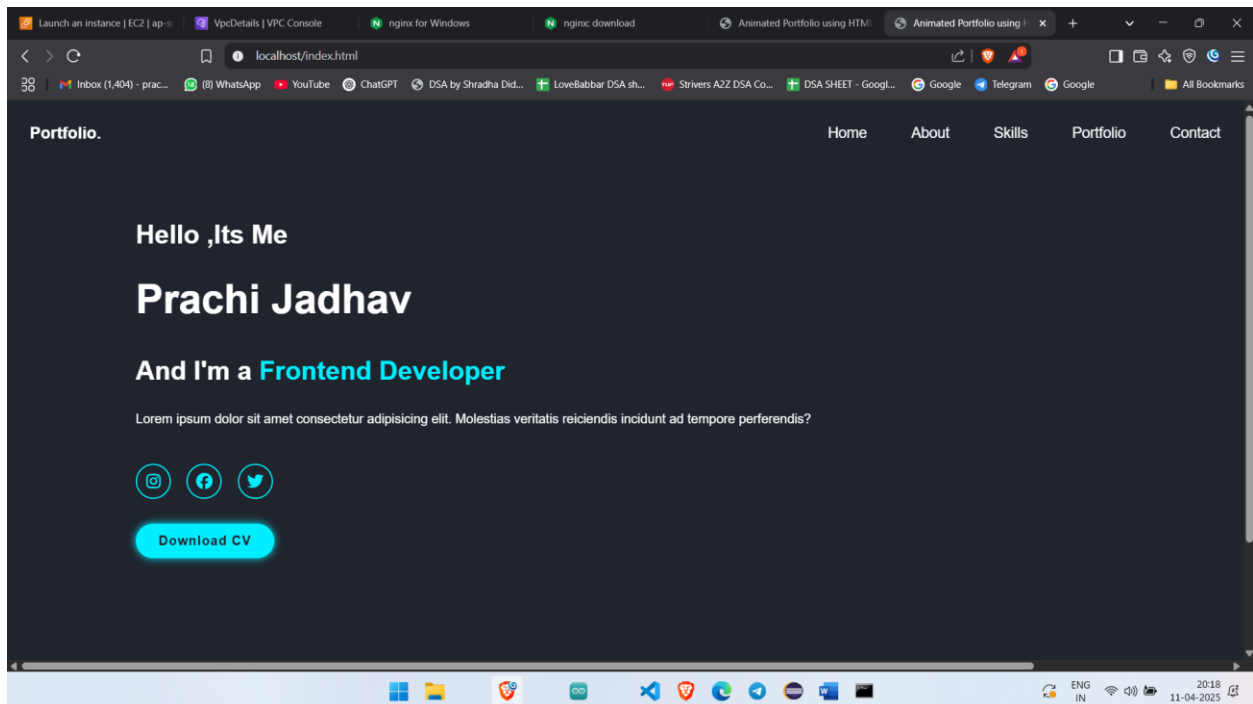 Launch an instance | EC2 | ap-s
VpcDetails | VPC Console
nginx for Windows
nginx: download
Animated Portfolio using HTM
Animated Portfolio using H
localhost/index.html
Inbox (1,404) - prac...
(8) WhatsApp
YouTube
ChatGPT
DSA by Shradha Did...
LoveBabbar DSA sh...
Strivers A2Z DSA Co...
DSA SHEET - Googl...
Google
Telegram
Google
All Bookmarks
Portfolio.
Home About Skills Portfolio Contact
Hello ,Its Me
Prachi Jadhav
And I'm a Frontend Developer
Lorem ipsum dolor sit amet consectetur adipisicing elit. Molestias veritatis reiciendis incidunt ad tempore perferendis?
Download CV
ENG
IN
20:18
11-04-2025